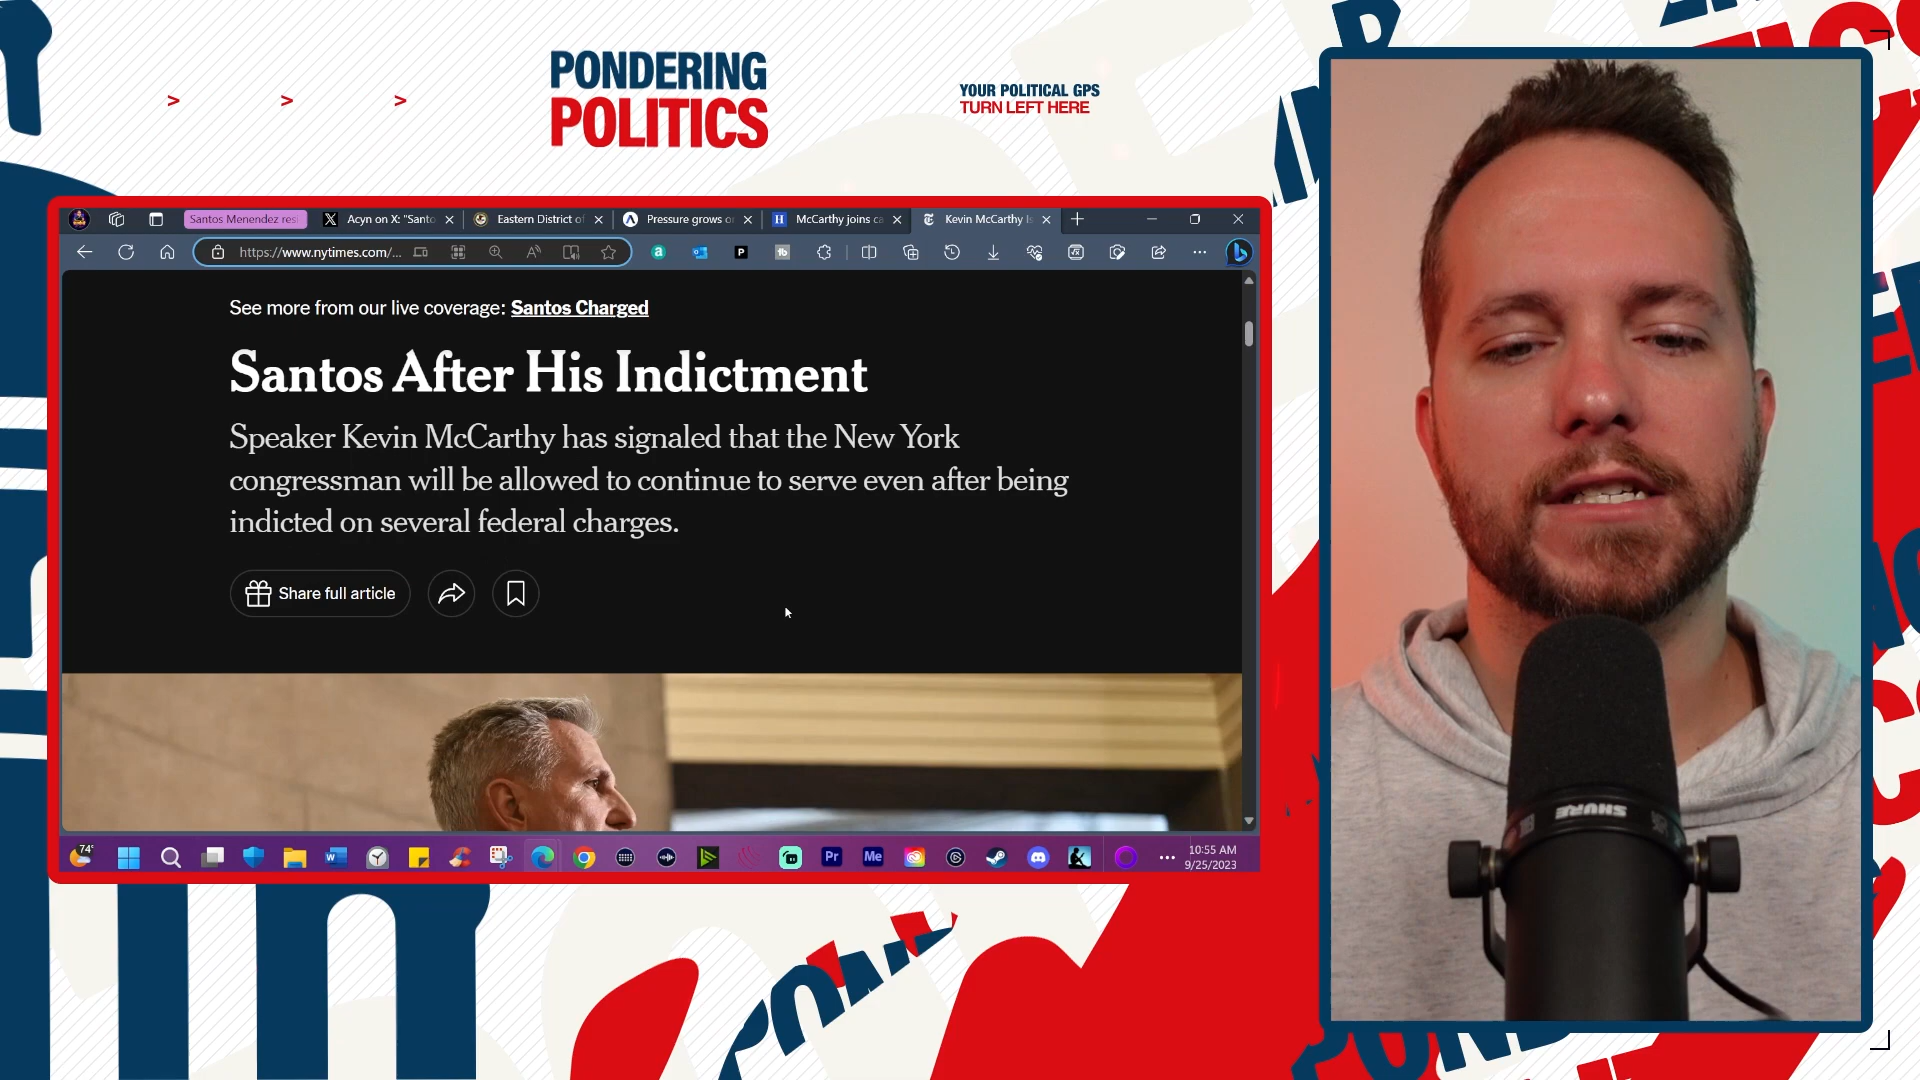 PONDERING
POLITICS
YOUR POLITICAL GPS
TURN LEFT HERE
> > >
Santos Menendez res
Acyn on X: "Santo
Eastern District of
Pressure grows o
McCarthy joins ca
Kevin McCarthy Is
https://www.nytimes.com/...
See more from our live coverage: Santos Charged
Santos After His Indictment
Speaker Kevin McCarthy has signaled that the New York
congressman will be allowed to continue to serve even after being
indicted on several federal charges.
Share full article
74°
10:55 AM
9/25/2023
SHURE